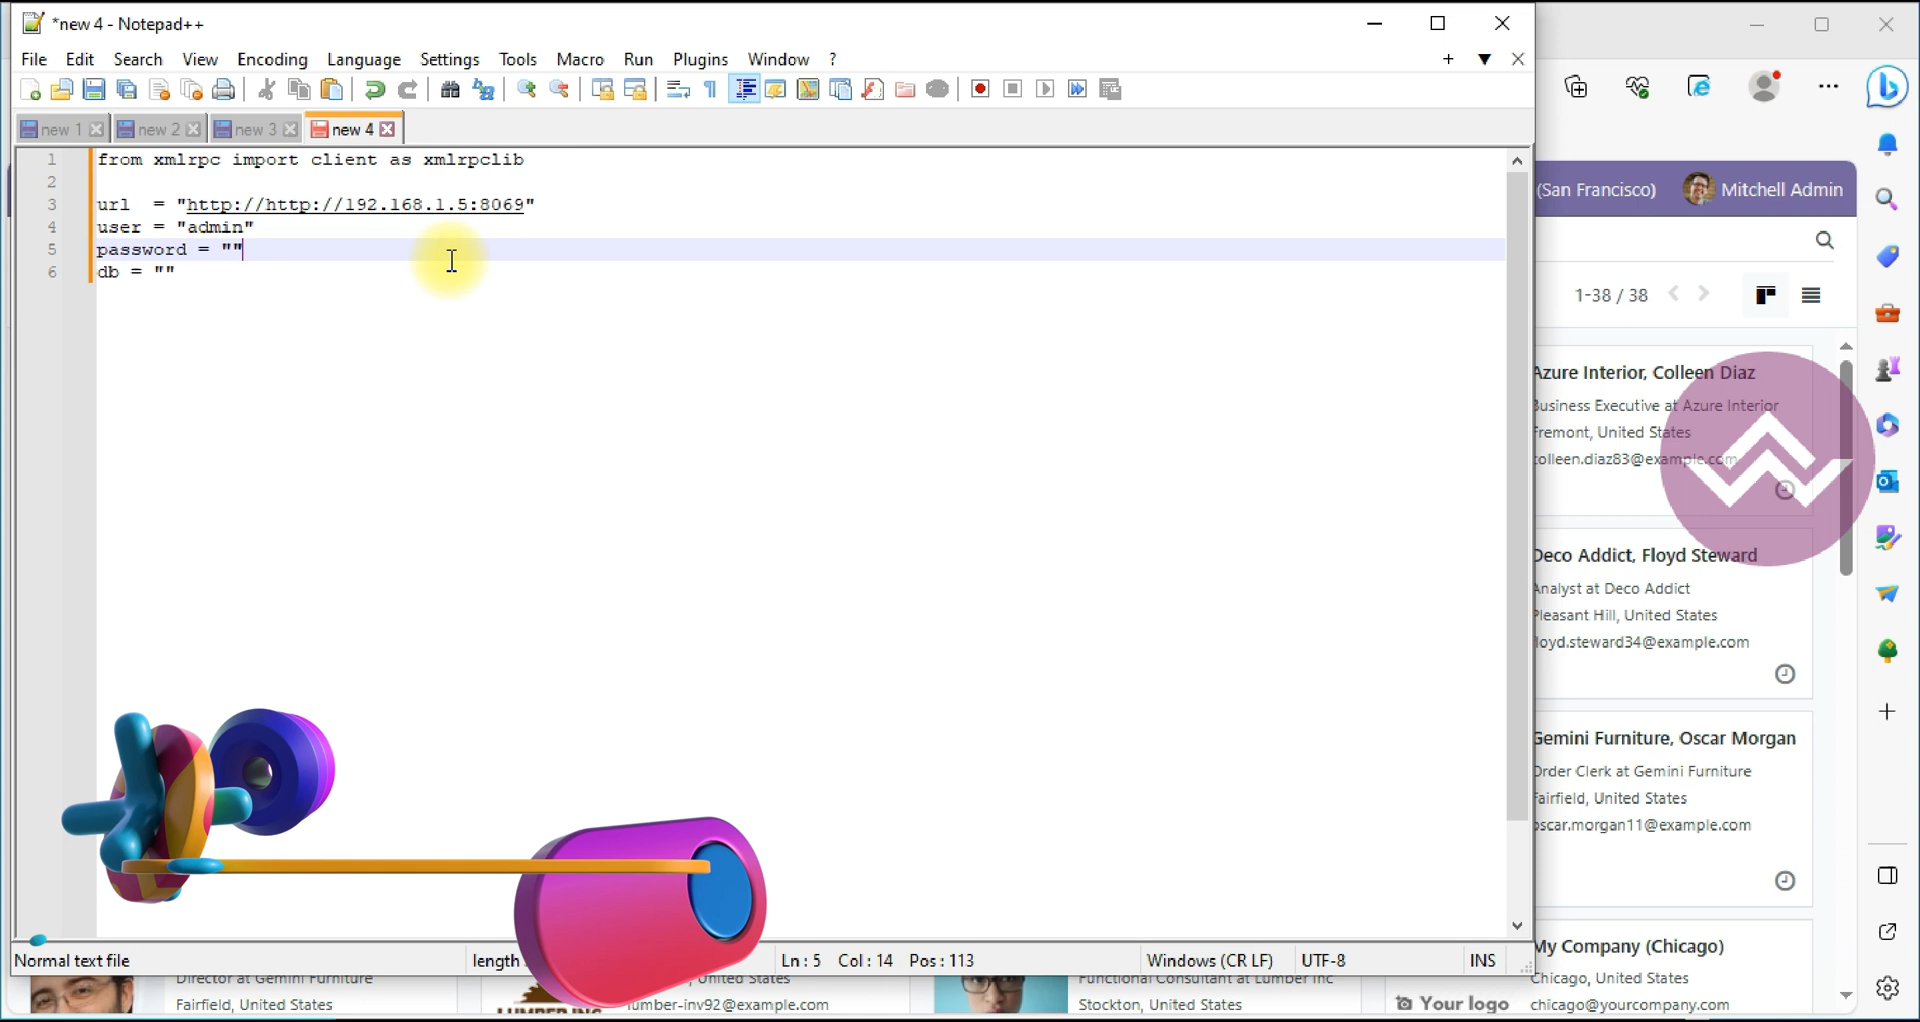 *new 4 - Notepad++
File Edit Search View Encoding Language Settings Tools Macro Run Plugins Window ?
new 1 new 2 new 3 new 4
1 from xmlrpc import client as xmlrpclib
2
3 url = "http://http://192.168.1.5:8069"
4 user = "admin"
5 password = ""
6 db = ""
(San Francisco) Mitchell Admin
1-38 / 38
Azure Interior, Colleen Diaz
Business Executive at Azure Interior
Fremont, United States
colleen.diaz83@example.com
Deco Addict, Floyd Steward
Analyst at Deco Addict
Pleasant Hill, United States
floyd.steward34@example.com
Gemini Furniture, Oscar Morgan
Order Clerk at Gemini Furniture
Fairfield, United States
oscar.morgan11@example.com
My Company (Chicago)
Chicago, United States
chicago@yourcompany.com
Normal text file length Ln : 5 Col : 14 Pos : 113 Windows (CR LF) UTF-8 INS
Director at Gemini Furniture
Fairfield, United States
United States
lumber-inv92@example.com
LUMBER INC
Functional Consultant at Lumber Inc
Stockton, United States
Your logo